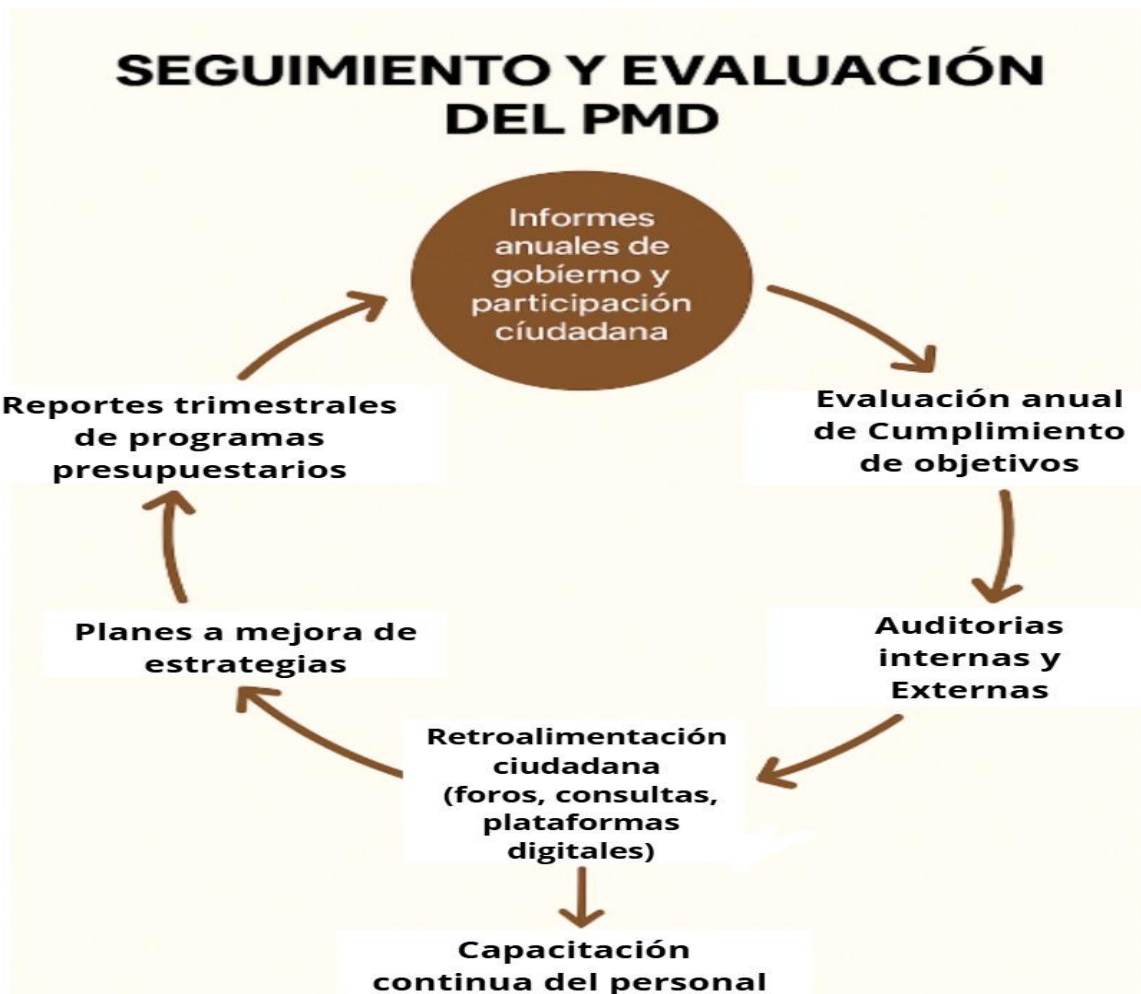 SEGUIMIENTO Y EVALUACIÓN
DEL PMD
Informes
anuales de
gobíerno y
participación
cíudadana
Evaluación anual
de Cumplimiento
de objetivos
Auditorias
internas y
Externas
Retroalimentación
ciudadana
(foros, consultas,
plataformas
digitales)
Capacitación
continua del personal
Planes a mejora de
estrategias
Reportes trimestrales
de programas
presupuestarios